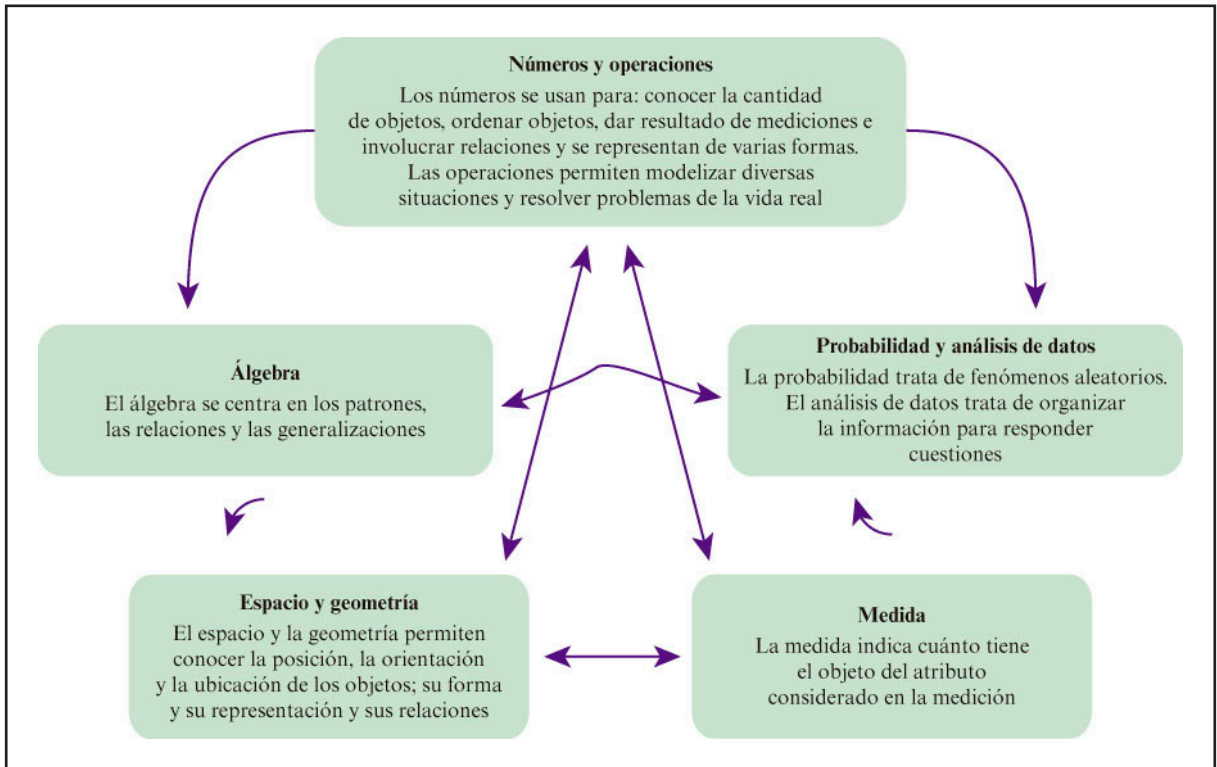 Números y operaciones
Los números se usan para: conocer la cantidad
de objetos, ordenar objetos, dar resultado de mediciones e
involucrar relaciones y se representan de varias formas.
Las operaciones permiten modelizar diversas
situaciones y resolver problemas de la vida real
Álgebra
El álgebra se centra en los patrones,
las relaciones y las generalizaciones
Probabilidad y análisis de datos
La probabilidad trata de fenómenos aleatorios.
El análisis de datos trata de organizar
la información para responder
cuestiones
Espacio y geometría
El espacio y la geometría permiten
conocer la posición, la orientación
y la ubicación de los objetos; su forma
y su representación y sus relaciones
Medida
La medida indica cuánto tiene
el objeto del atributo
considerado en la medición